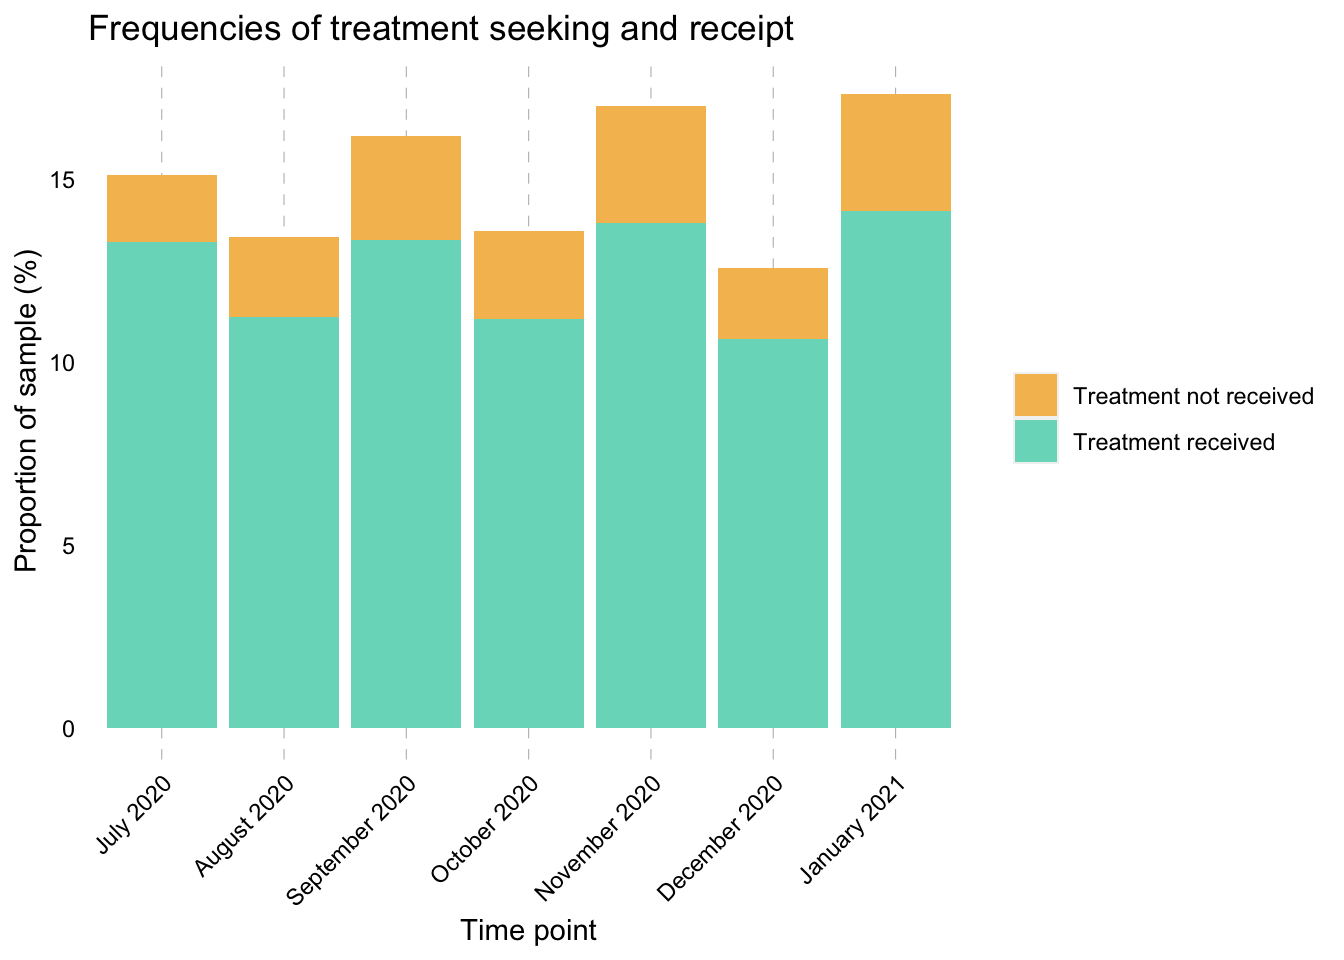 Frequencies of treatment seeking and receipt
Proportion of sample (%)
15
10
5
0
July 2020
August 2020
September 2020
October 2020
November 2020
December 2020
January 2021
Time point
Treatment not received
Treatment received